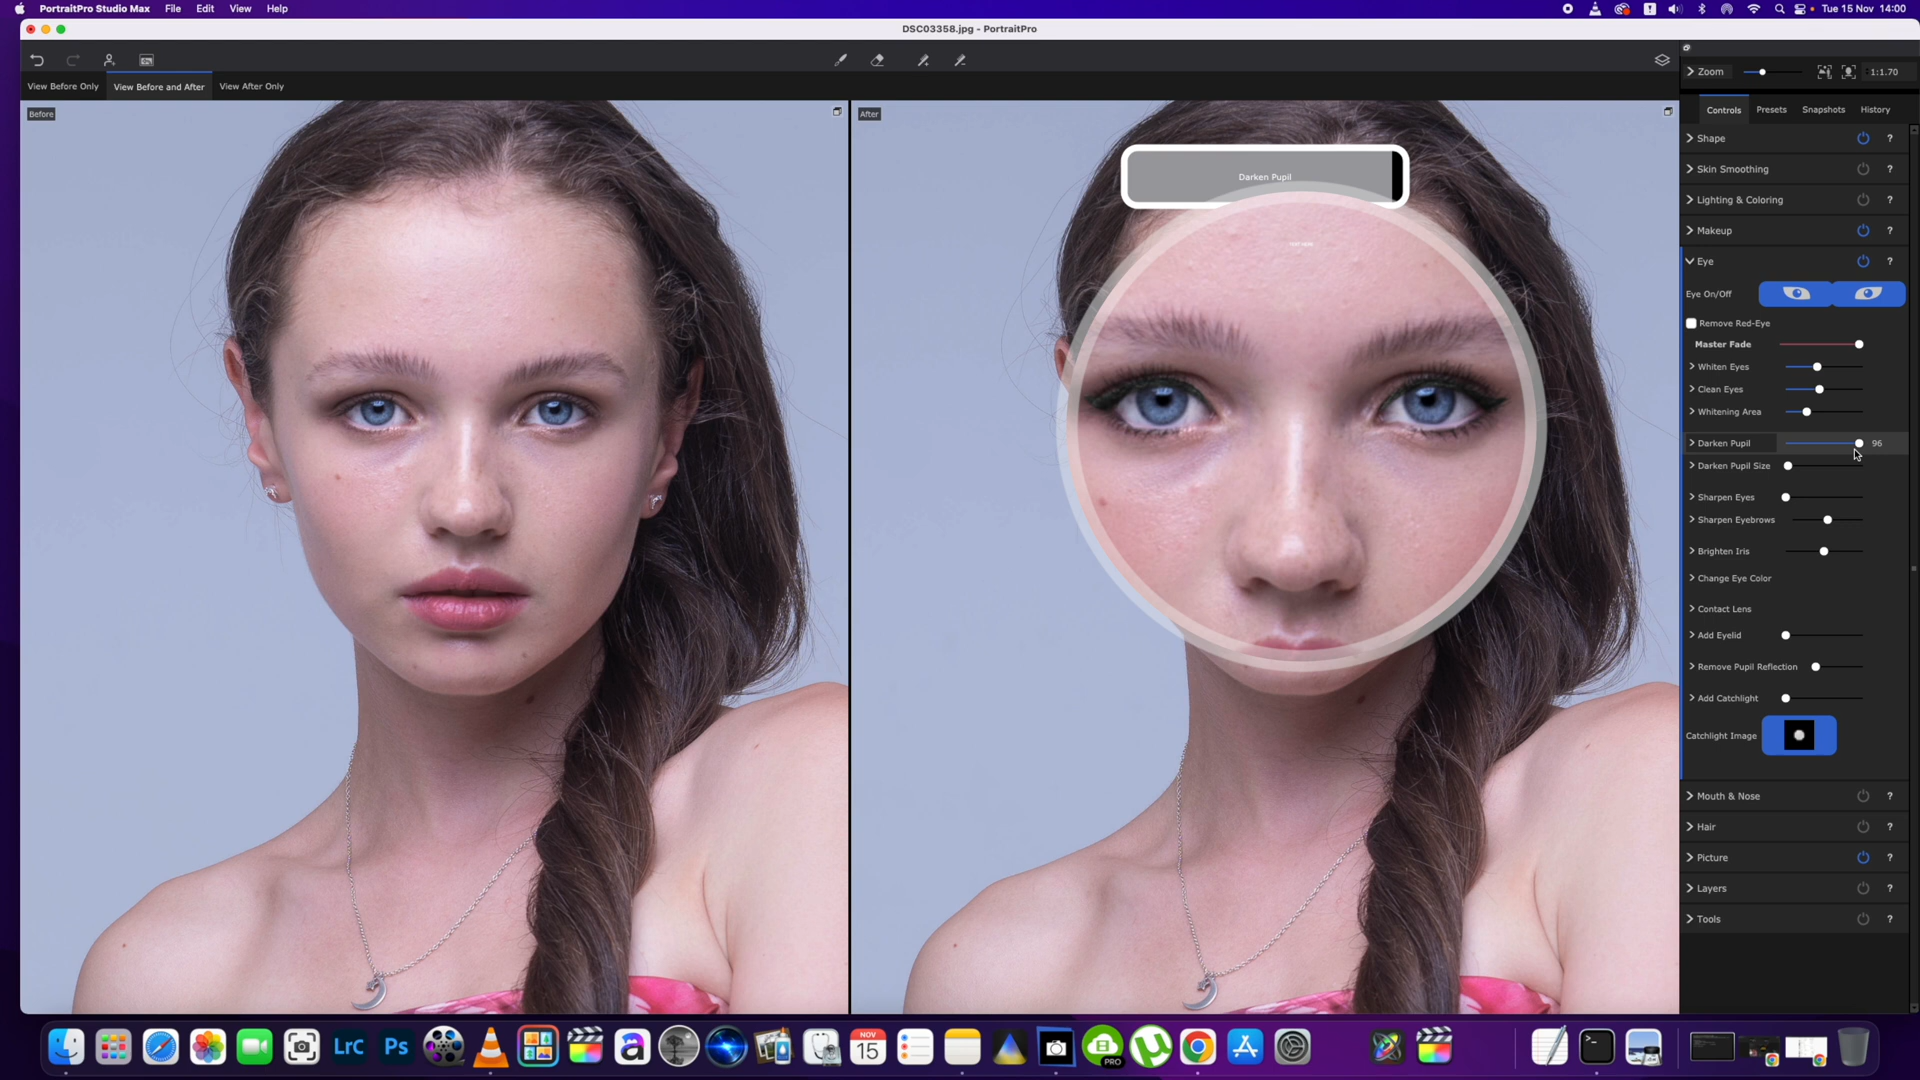 PortraitPro Studio Max File Edit View Help
Tue 15 Nov 14:00
DSC03358.jpg - PortraitPro
View Before Only View Before and After View After Only
Before
After
Darken Pupil
Zoom 1:1.70
Controls Presets Snapshots History
Shape ?
Skin Smoothing ?
Lighting & Coloring ?
Makeup ?
Eye ?
Eye On/Off
Remove Red-Eye
Master Fade
Whiten Eyes
Clean Eyes
Whitening Area
Darken Pupil 96
Darken Pupil Size
Sharpen Eyes
Sharpen Eyebrows
Brighten Iris
Change Eye Color
Contact Lens
Add Eyelid
Remove Pupil Reflection
Add Catchlight
Catchlight Image
Mouth & Nose ?
Hair ?
Picture ?
Layers ?
Tools ?
LrC Ps a NOV
15 PRO